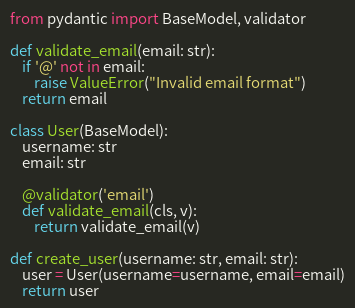 from pydantic import BaseModel, validator

def validate_email(email: str):
    if '@' not in email:
        raise ValueError("Invalid email format")
    return email

class User(BaseModel):
    username: str
    email: str

    @validator('email')
    def validate_email(cls, v):
        return validate_email(v)

def create_user(username: str, email: str):
    user = User(username=username, email=email)
    return user